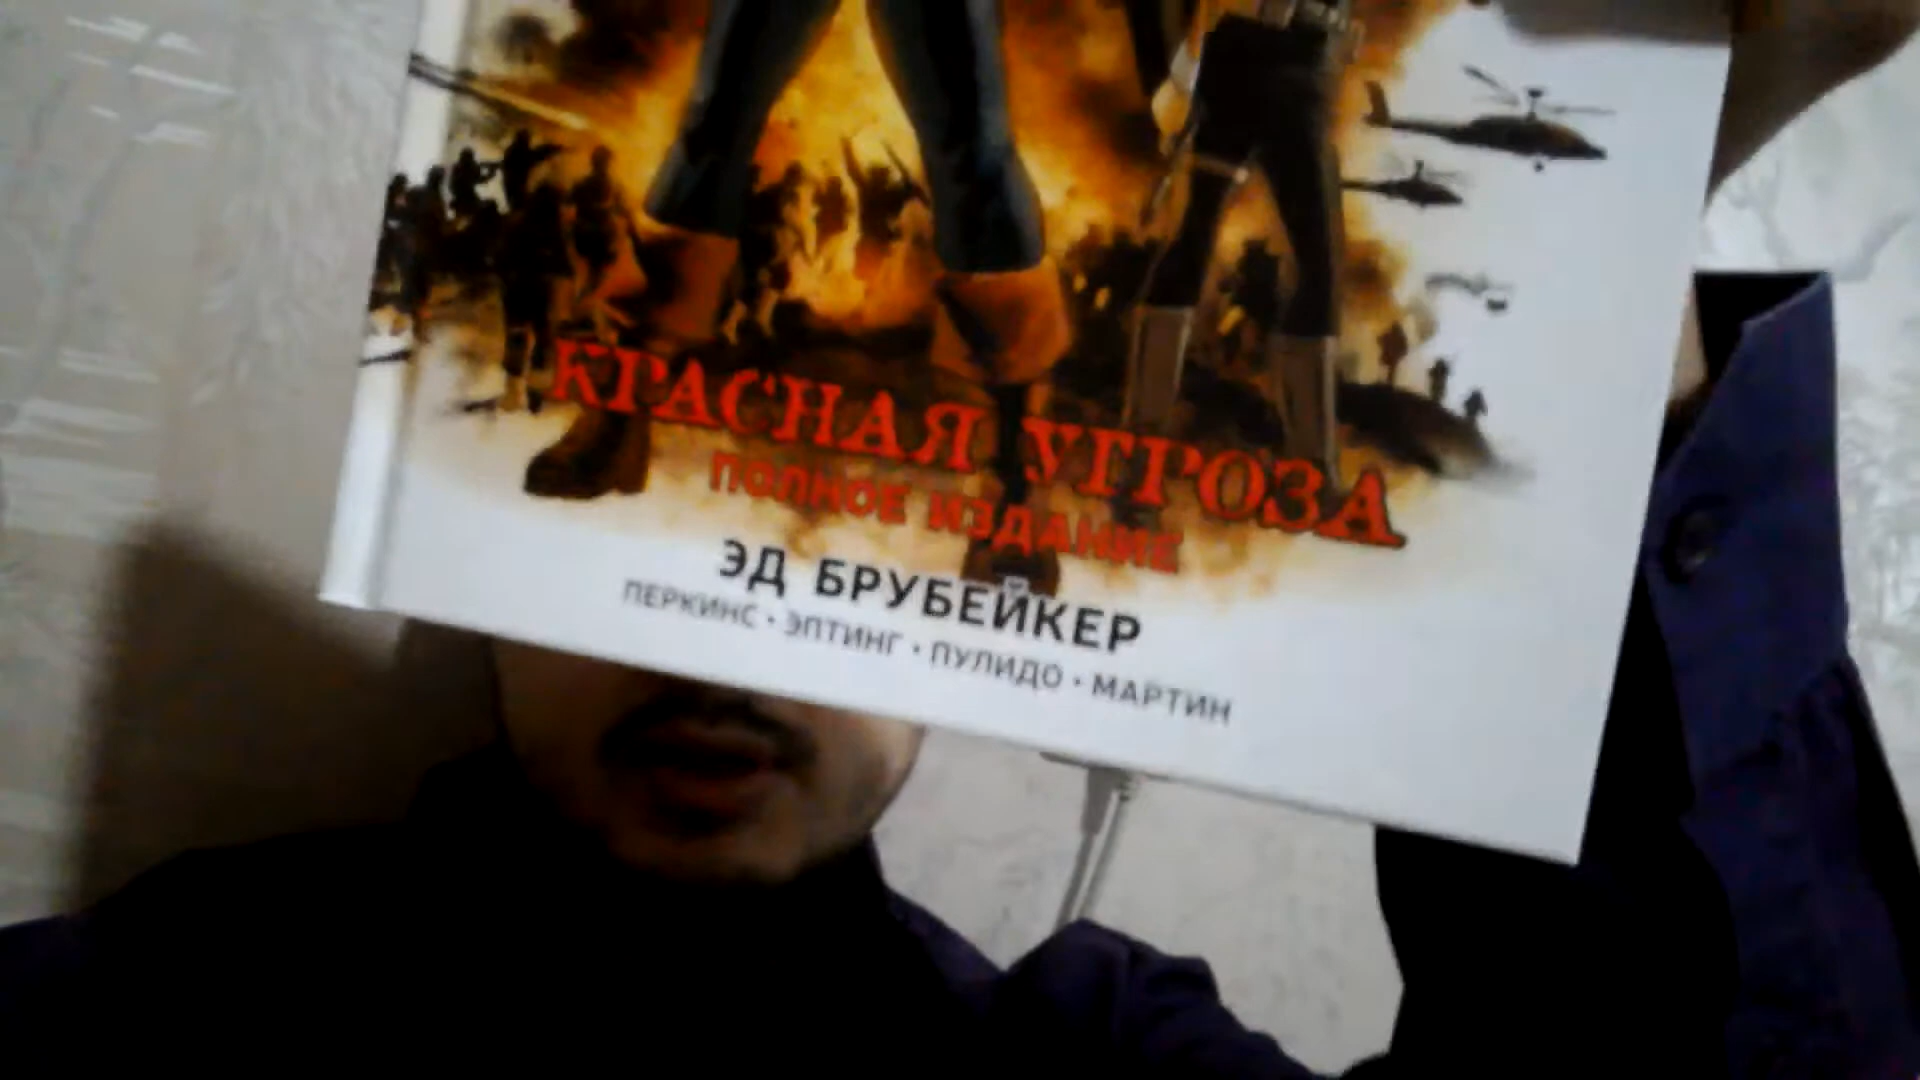 КРАСНАЯ УГРОЗА
ПОЛНОЕ ИЗДАНИЕ
ЭД БРУБЕЙКЕР
ПЕРКИНС • ЭПТИНГ • ПУЛИДО • МАРТИН